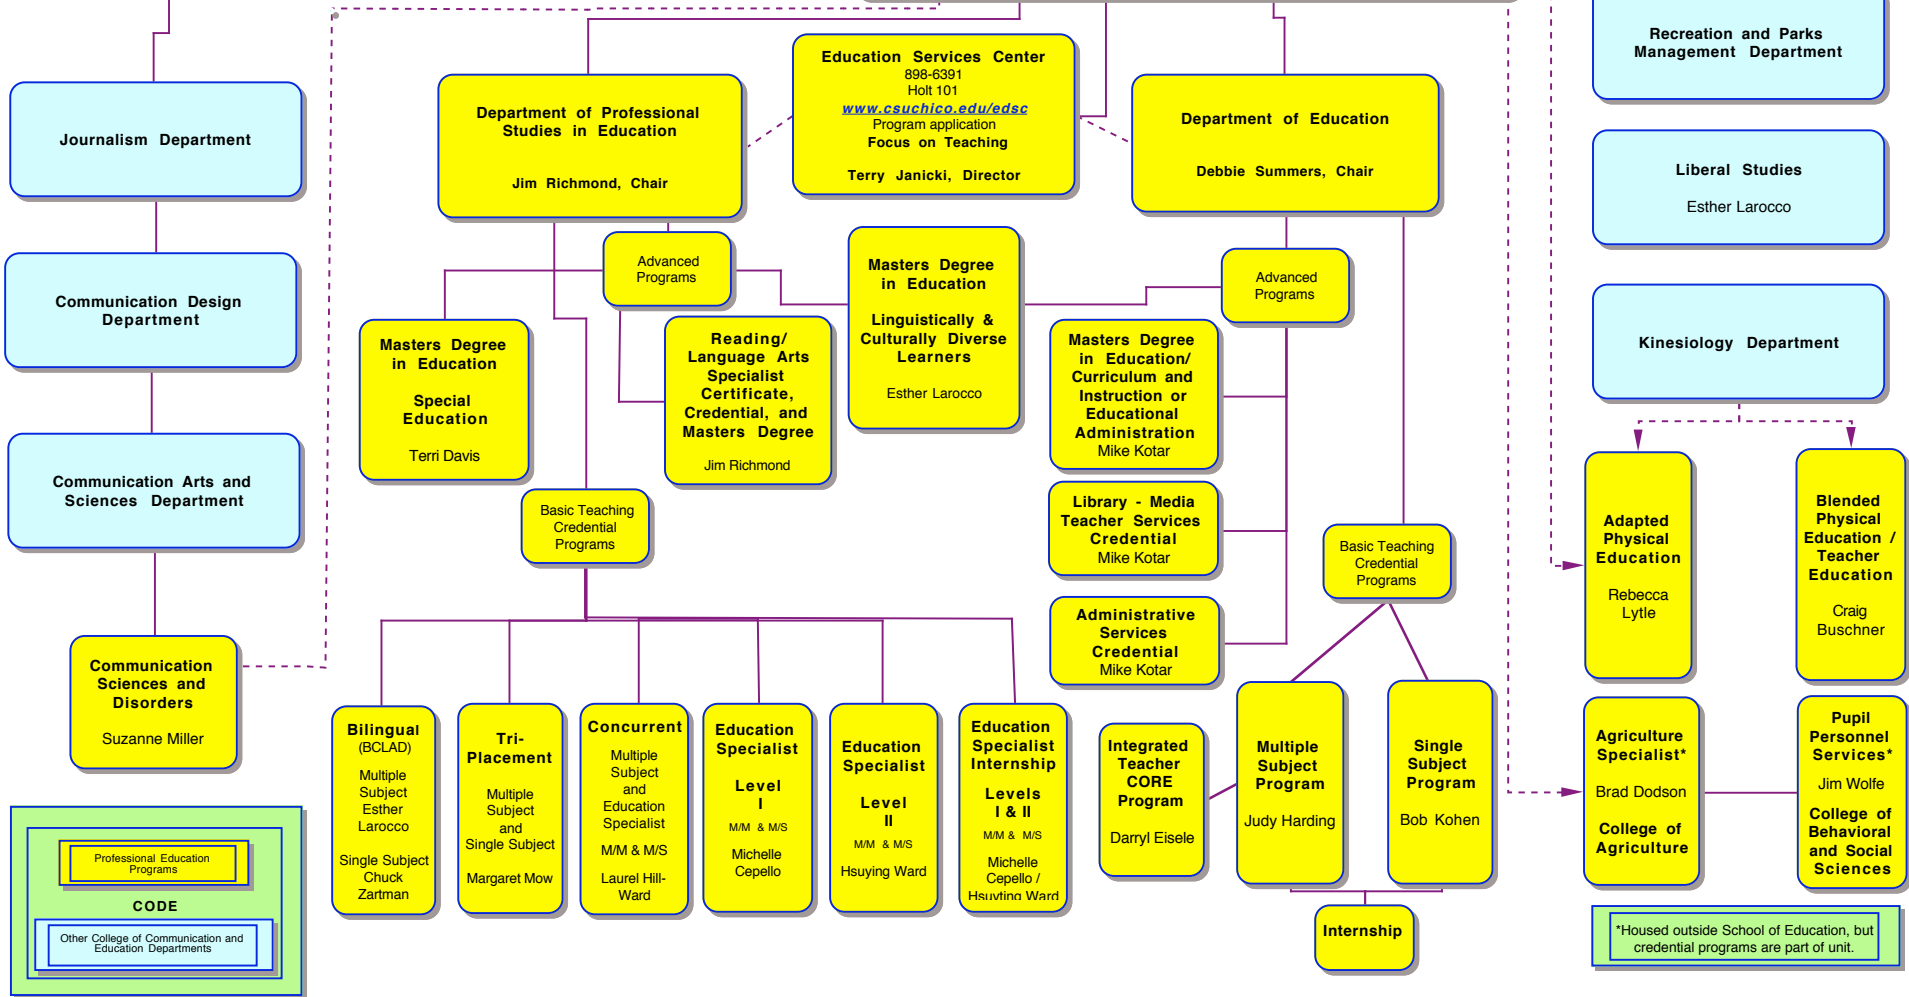 Journalism Department
Communication Design
Department
Communication Arts and
Sciences Department
Communication
Sciences and
Disorders
Suzanne Miller
Professional Education
Programs
CODE
Other College of Communication and
Education Departments
Department of Professional
Studies in Education
Jim Richmond, Chair
Education Services Center
898-6391
Holt 101
www.csuchico.edu/edsc
Program application
Focus on Teaching
Terry Janicki, Director
Department of Education
Debbie Summers, Chair
Advanced
Programs
Masters Degree
in Education
Special
Education
Terri Davis
Reading/
Language Arts
Specialist
Certificate,
Credential, and
Masters Degree
Jim Richmond
Masters Degree
in Education
Linguistically &
Culturally Diverse
Learners
Esther Larocco
Advanced
Programs
Masters Degree
in Education/
Curriculum and
Instruction or
Educational
Administration
Mike Kotar
Library - Media
Teacher Services
Credential
Mike Kotar
Administrative
Services
Credential
Mike Kotar
Basic Teaching
Credential
Programs
Bilingual
(BCLAD)
Multiple
Subject
Esther
Larocco
Single Subject
Chuck
Zartman
Tri-
Placement
Multiple
Subject
and
Single Subject
Margaret Mow
Concurrent
Multiple
Subject
and
Education
Specialist
M/M & M/S
Laurel Hill-
Ward
Education
Specialist
Level
I
M/M & M/S
Michelle
Cepello
Education
Specialist
Level
II
M/M & M/S
Hsuying Ward
Education
Specialist
Internship
Levels
I & II
M/M & M/S
Michelle
Cepello /
Hsuyting Ward
Basic Teaching
Credential
Programs
Integrated
Teacher
CORE
Program
Darryl Eisele
Multiple
Subject
Program
Judy Harding
Single
Subject
Program
Bob Kohen
Internship
Recreation and Parks
Management Department
Liberal Studies
Esther Larocco
Kinesiology Department
Adapted
Physical
Education
Rebecca
Lytle
Blended
Physical
Education /
Teacher
Education
Craig
Buschner
Agriculture
Specialist*
Brad Dodson
College of
Agriculture
Pupil
Personnel
Services*
Jim Wolfe
College of
Behavioral
and Social
Sciences
*Housed outside School of Education, but
credential programs are part of unit.